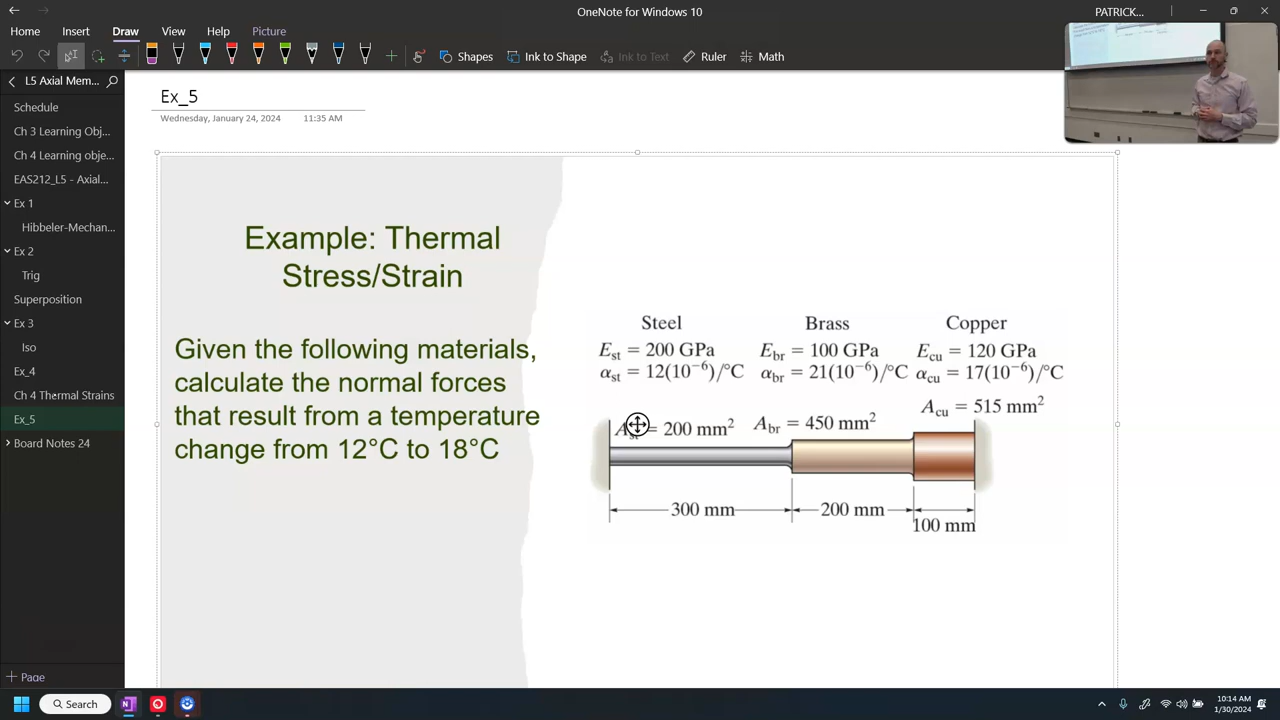 OneNote for Windows 10
PATRICK...
Home
Insert
Draw
View
Help
Picture
Shapes
Ink to Shape
Ink to Text
Ruler
Math
L5 Axial Mem...
Schedule
Ch 3 Learning Obj...
Ch 4 Learning obje...
EAS212_L5 - Axial...
Ex 1
Hibbeler-Mechan...
Ex 2
Trig
Superposition
Ex 3
Iso
Ex_4
Ch 4 Thermal Strains
Ex_5
Board Notes 24
Page
Ex_5
Wednesday, January 24, 2024 11:35 AM
Example: Thermal
Stress/Strain
Given the following materials,
calculate the normal forces
that result from a temperature
change from 12°C to 18°C
Steel Brass Copper
E_st = 200 GPa E_br = 100 GPa E_cu = 120 GPa
α_st = 12(10⁻⁶)/°C α_br = 21(10⁻⁶)/°C α_cu = 17(10⁻⁶)/°C
A_cu = 515 mm²
A_st = 200 mm² A_br = 450 mm²
300 mm 200 mm
100 mm
Search
10:14 AM
1/30/2024